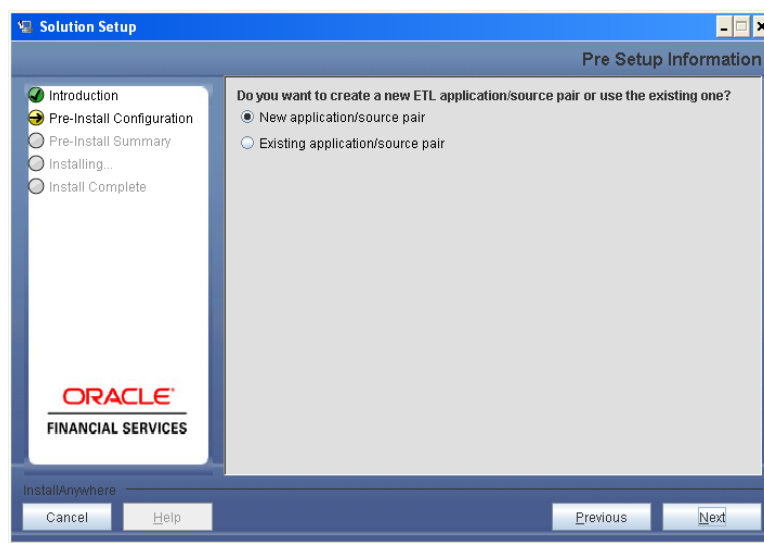 Solution Setup
Pre Setup Information
Introduction
Pre-Install Configuration
Pre-Install Summary
Installing...
Install Complete
Do you want to create a new ETL application/source pair or use the existing one?
New application/source pair
Existing application/source pair
ORACLE
FINANCIAL SERVICES
InstallAnywhere
Cancel
Help
Previous
Next